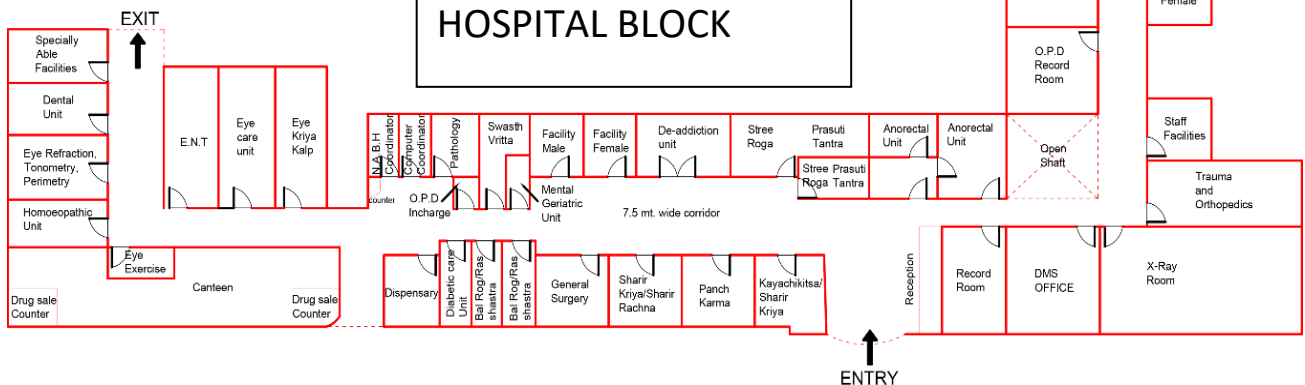 HOSPITAL BLOCK
EXIT
Female
Specially
Able
Facilities
Dental
Unit
Eye Refraction,
Tonometry,
Perimetry
Homoeopathic
Unit
E.N.T
Eye
care
unit
Eye
Kriya
Kalp
N.A.B.H
Coordinator
Computer
Coordinator
Pathology
Swasth
Vritta
Facility
Male
Facility
Female
De-addiction
unit
Stree
Roga
Prasuti
Tantra
Stree Prasuti
Roga Tantra
Anorectal
Unit
Anorectal
Unit
O.P.D
Record
Room
Open
Shaft
Staff
Facilities
Trauma
and
Orthopedics
counter
O.P.D
Incharge
Mental
Geriatric
Unit
7.5 mt. wide corridor
Eye
Exercise
Canteen
Drug sale
Counter
Drug sale
Counter
Dispensary
Diabetic care
Unit
Bal Rog/Ras
shastra
Bal Rog/Ras
shastra
General
Surgery
Sharir
Kriya/Sharir
Rachna
Panch
Karma
Kayachikitsa/
Sharir
Kriya
Reception
Record
Room
DMS
OFFICE
X-Ray
Room
ENTRY